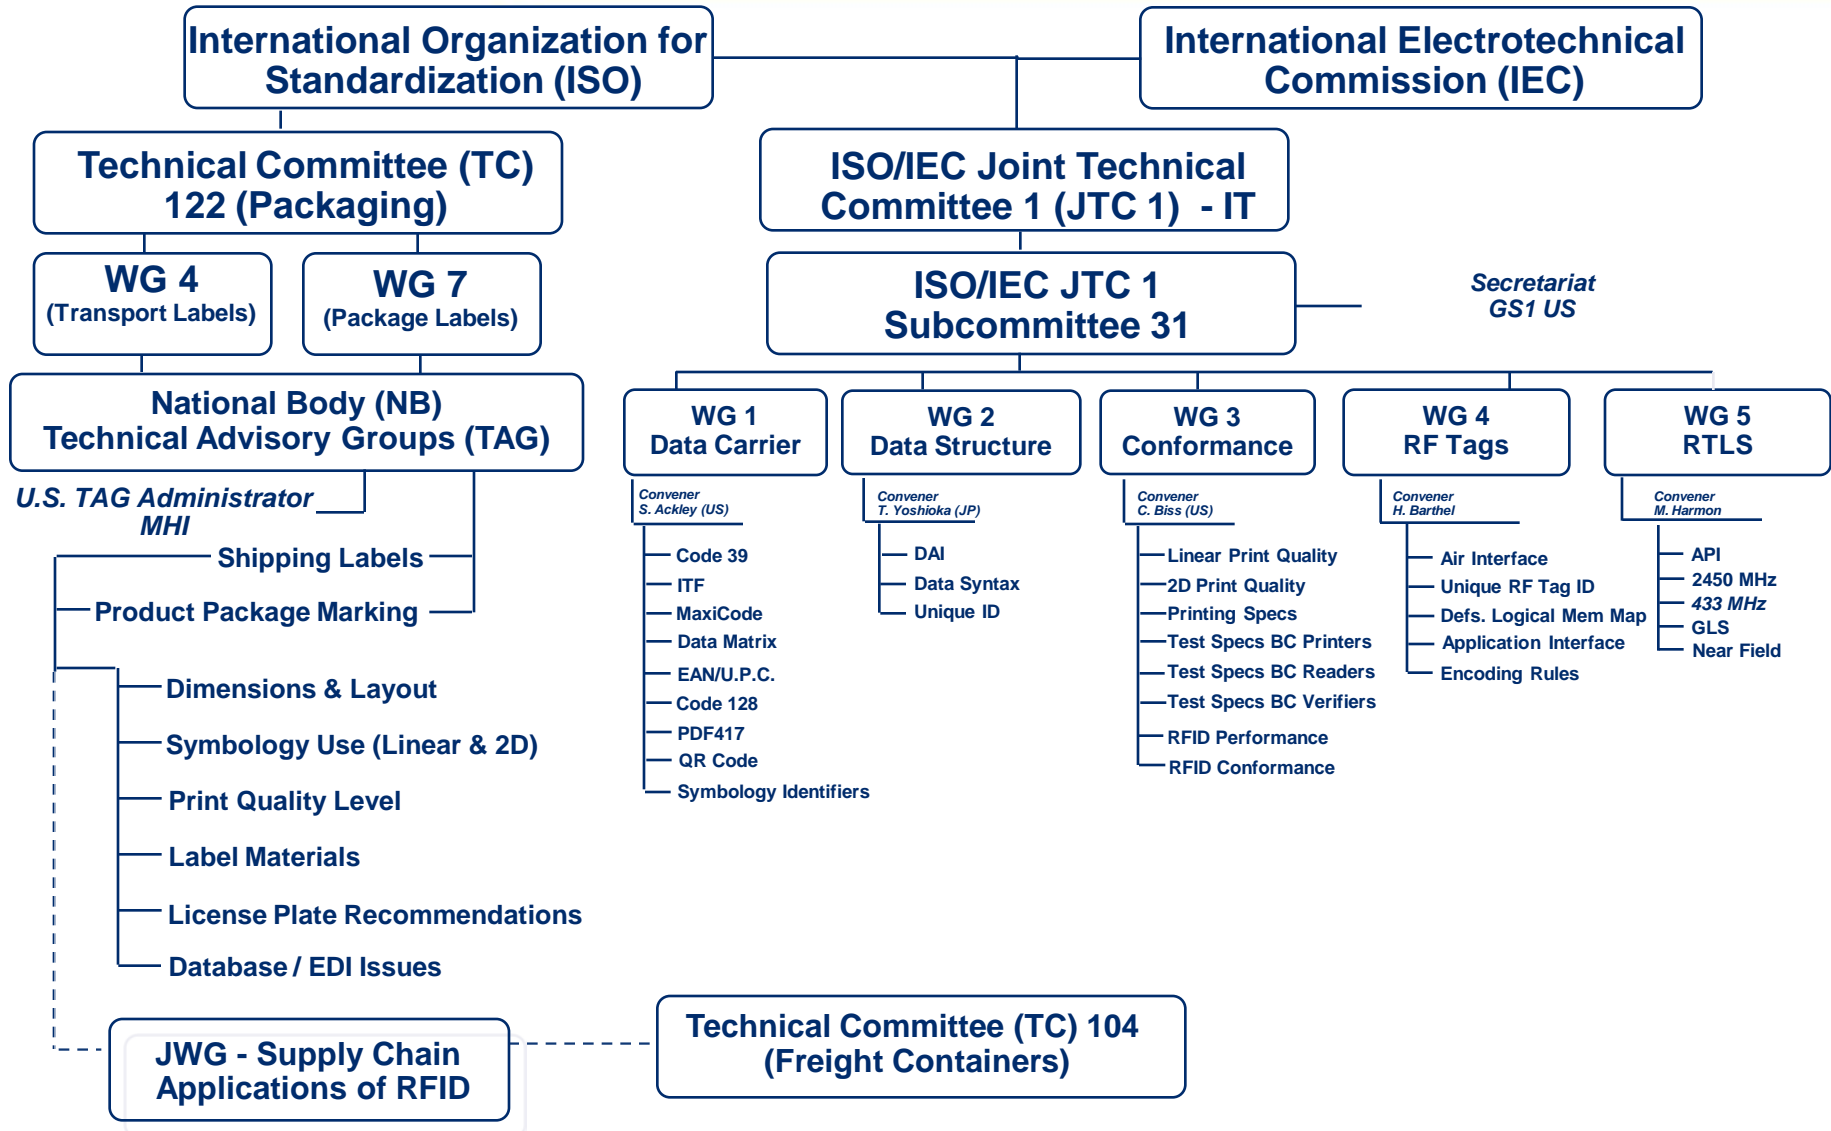 International Organization for
Standardization (ISO)
International Electrotechnical
Commission (IEC)
Technical Committee (TC)
122 (Packaging)
ISO/IEC Joint Technical
Committee 1 (JTC 1) - IT
WG 4
(Transport Labels)
WG 7
(Package Labels)
ISO/IEC JTC 1
Subcommittee 31
Secretariat
GS1 US
National Body (NB)
Technical Advisory Groups (TAG)
U.S. TAG Administrator
MHI
Shipping Labels
Product Package Marking
Dimensions & Layout
Symbology Use (Linear & 2D)
Print Quality Level
Label Materials
License Plate Recommendations
Database / EDI Issues
WG 1
Data Carrier
Convener
S. Ackley (US)
Code 39
ITF
MaxiCode
Data Matrix
EAN/U.P.C.
Code 128
PDF417
QR Code
Symbology Identifiers
WG 2
Data Structure
Convener
T. Yoshioka (JP)
DAI
Data Syntax
Unique ID
WG 3
Conformance
Convener
C. Biss (US)
Linear Print Quality
2D Print Quality
Printing Specs
Test Specs BC Printers
Test Specs BC Readers
Test Specs BC Verifiers
RFID Performance
RFID Conformance
WG 4
RF Tags
Convener
H. Barthel
Air Interface
Unique RF Tag ID
Defs. Logical Mem Map
Application Interface
Encoding Rules
WG 5
RTLS
Convener
M. Harmon
API
2450 MHz
433 MHz
GLS
Near Field
JWG - Supply Chain
Applications of RFID
Technical Committee (TC) 104
(Freight Containers)